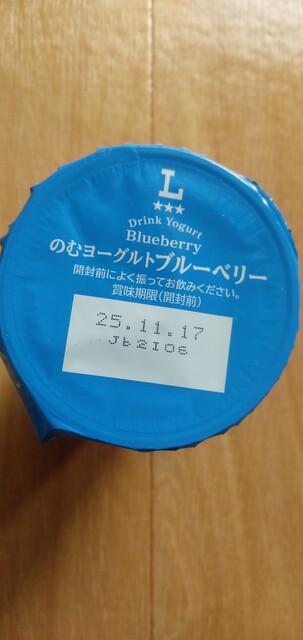 L
★★★
Drink Yogurt
Blueberry
のむヨーグルトブルーベリー
開封前によく振ってお飲みください。
賞味期限(開封前)
25.11.17
Jb2I06